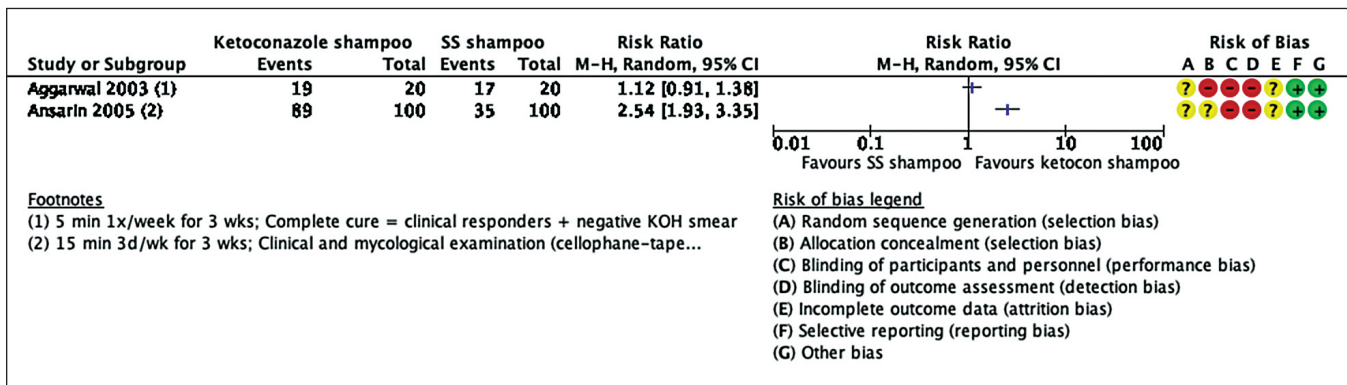 Ketoconazole shampoo SS shampoo Risk Ratio Risk Ratio Risk of Bias
Study or Subgroup Events Total Events Total M-H, Random, 95% CI M-H, Random, 95% CI A B C D E F G
Aggarwal 2003 (1) 19 20 17 20 1.12 [0.91, 1.38] ? - - - ? + +
Ansarin 2005 (2) 89 100 35 100 2.54 [1.93, 3.35] ? ? - - ? + +
0.01 0.1 1 10 100
Favours SS shampoo Favours ketocon shampoo
Footnotes
(1) 5 min 1x/week for 3 wks; Complete cure = clinical responders + negative KOH smear
(2) 15 min 3d/wk for 3 wks; Clinical and mycological examination (cellophane-tape...
Risk of bias legend
(A) Random sequence generation (selection bias)
(B) Allocation concealment (selection bias)
(C) Blinding of participants and personnel (performance bias)
(D) Blinding of outcome assessment (detection bias)
(E) Incomplete outcome data (attrition bias)
(F) Selective reporting (reporting bias)
(G) Other bias